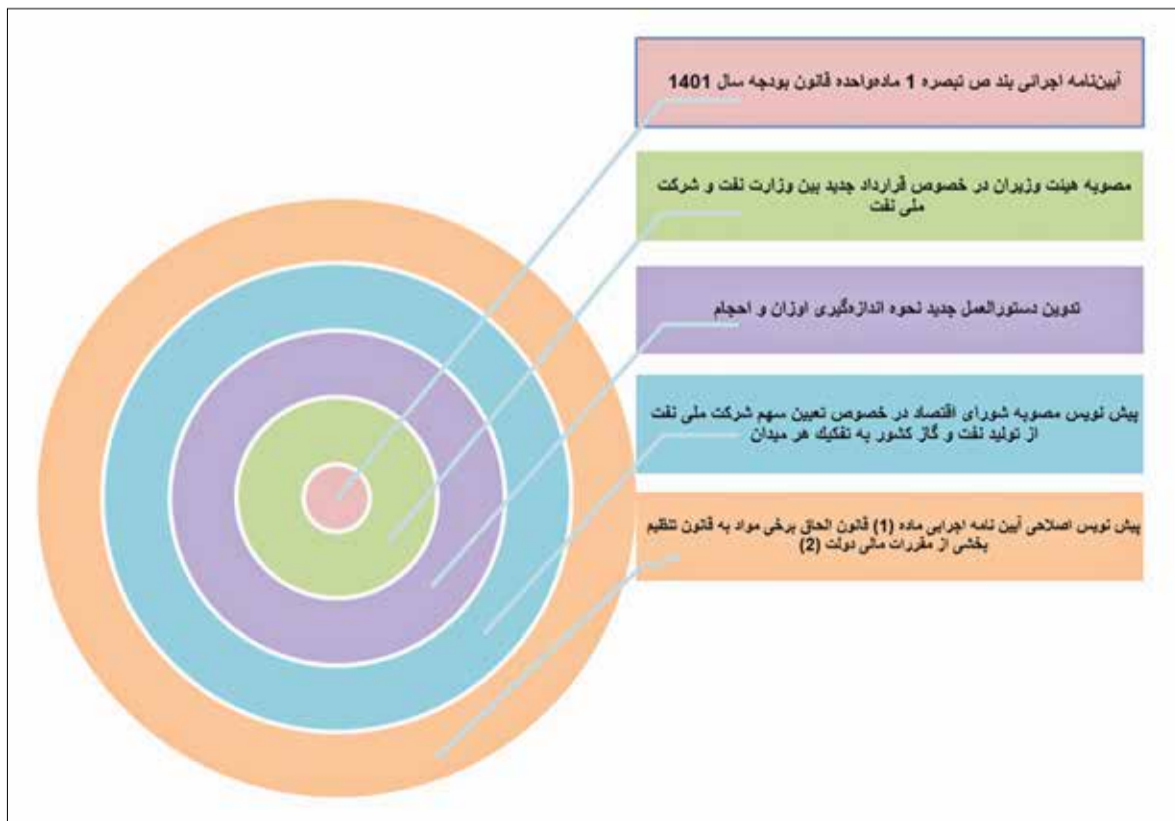 آیین‌نامه اجرائی بند ص تبصره 1 ماده‌واحده قانون بودجه سال 1401
مصوبه هیئت وزیران در خصوص قرارداد جدید بین وزارت نفت و شرکت
ملی نفت
تدوین دستورالعمل جدید نحوه اندازه‌گیری اوزان و احجام
پیش نویس مصوبه شورای اقتصاد در خصوص تعیین سهم شرکت ملی نفت
از تولید نفت و گاز کشور به تفکیك هر میدان
پیش نویس اصلاحی آیین نامه اجرایی ماده (1) قانون الحاق برخی مواد به قانون تنظیم
بخشی از مقررات مالی دولت (2)